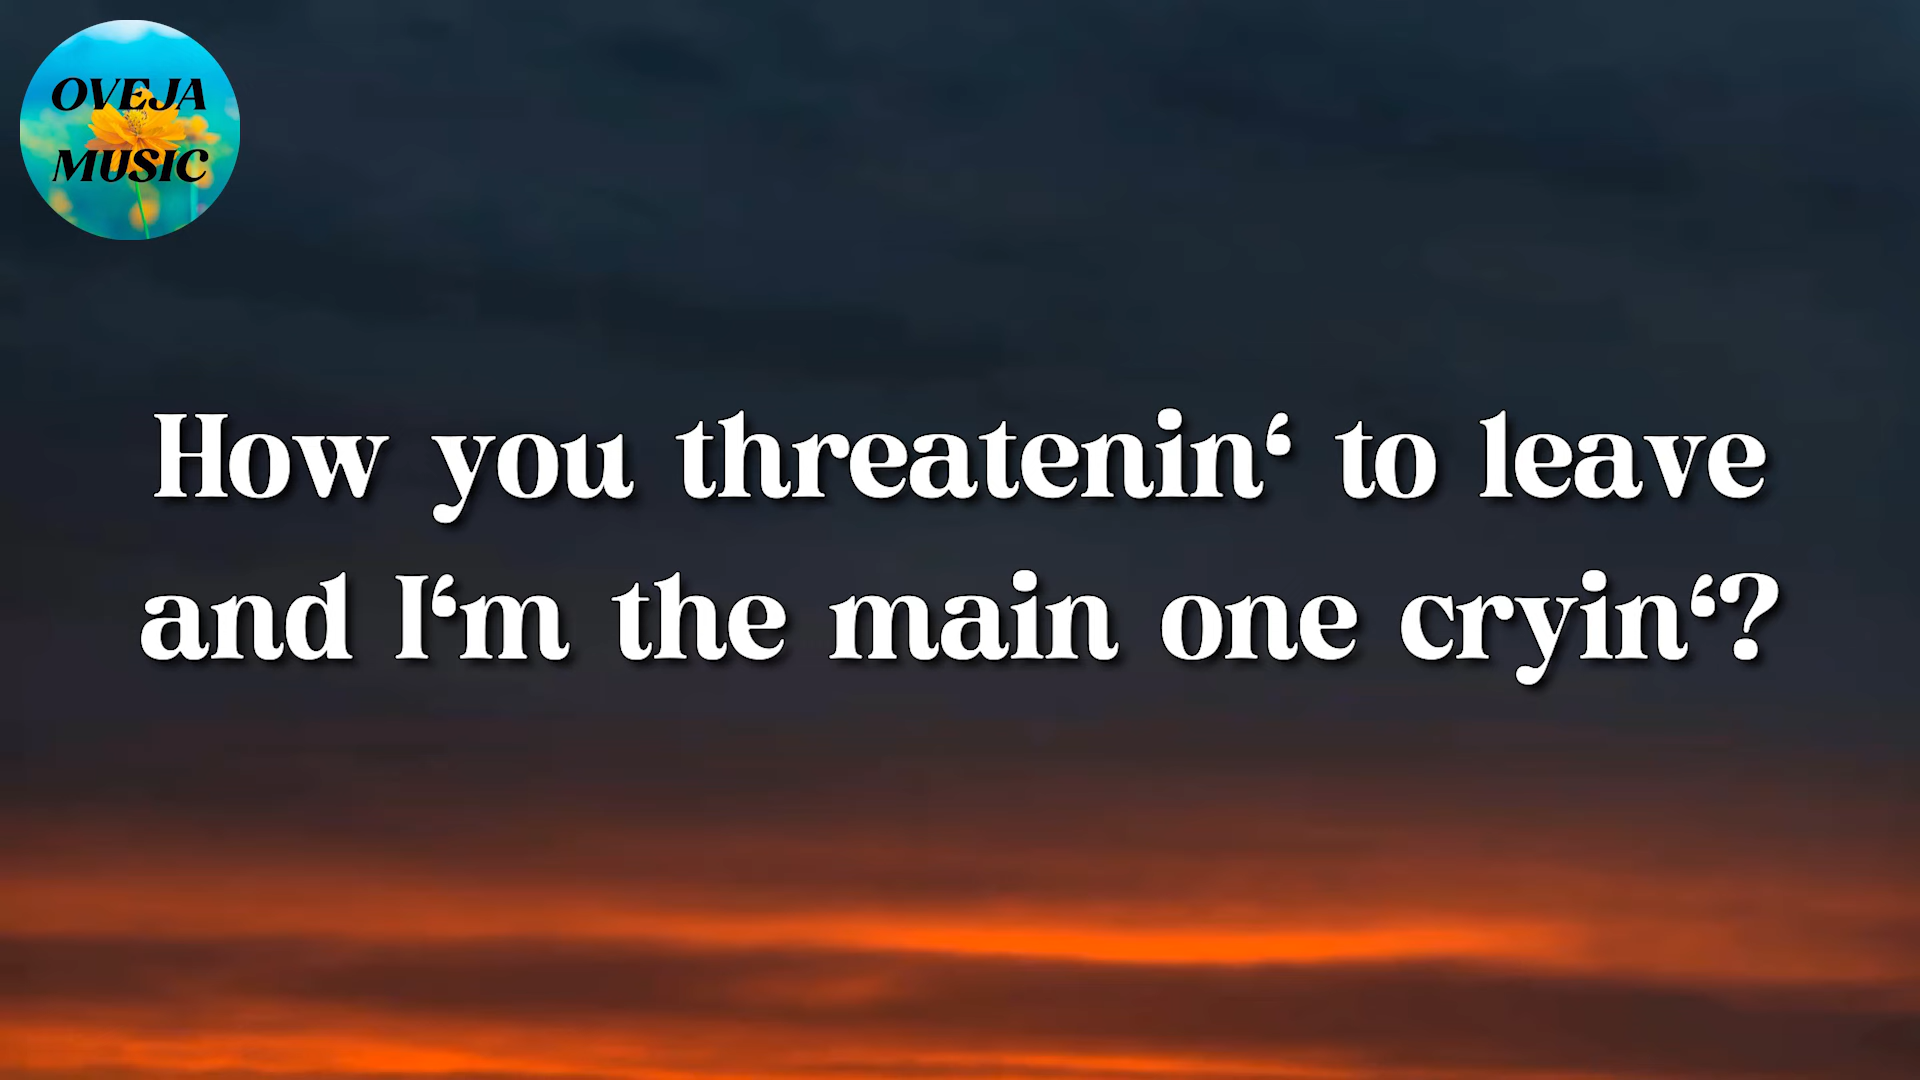 OVEJA
MUSIC
How you threatenin‘ to leave
and I‘m the main one cryin‘?